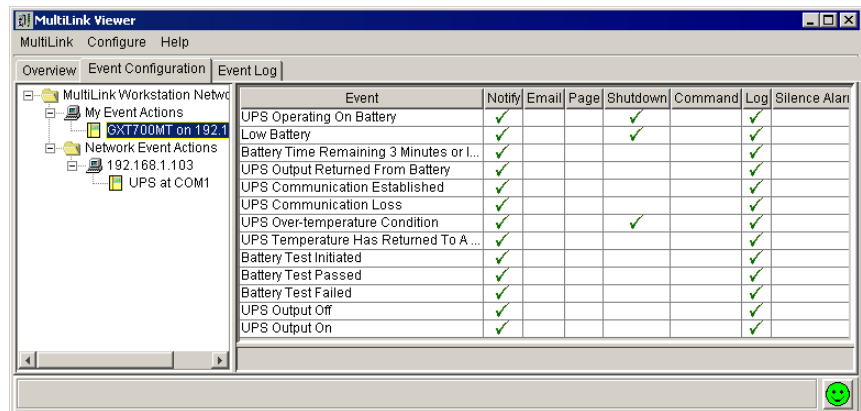 MultiLink Viewer
MultiLink Configure Help
Overview Event Configuration Event Log
MultiLink Workstation Netwo
My Event Actions
GXT700MT on 192.1
Network Event Actions
192.168.1.103
UPS at COM1
Event Notify Email Page Shutdown Command Log Silence Alarr
UPS Operating On Battery
Low Battery
Battery Time Remaining 3 Minutes or l...
UPS Output Returned From Battery
UPS Communication Established
UPS Communication Loss
UPS Over-temperature Condition
UPS Temperature Has Returned To A ...
Battery Test Initiated
Battery Test Passed
Battery Test Failed
UPS Output Off
UPS Output On